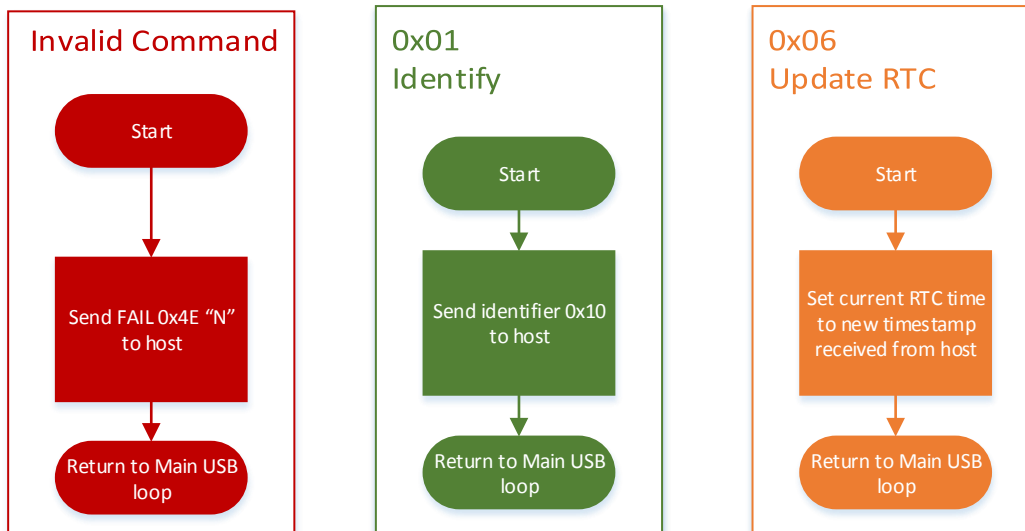 Invalid Command
Start
Send FAIL 0x4E “N”
to host
Return to Main USB
loop
0x01
Identify
Start
Send identifier 0x10
to host
Return to Main USB
loop
0x06
Update RTC
Start
Set current RTC time
to new timestamp
received from host
Return to Main USB
loop